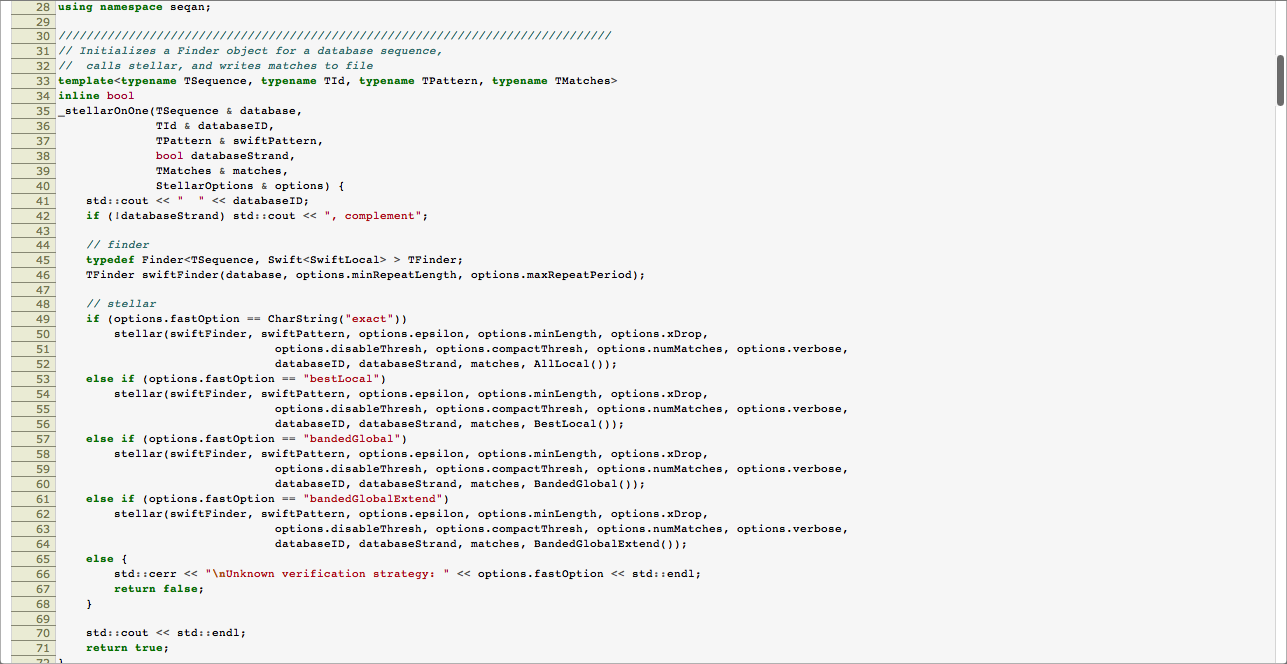 28 using namespace seqan;
29
30 ///////////////////////////////////////////////////////////////////////////////
31 // Initializes a Finder object for a database sequence,
32 //  calls stellar, and writes matches to file
33 template<typename TSequence, typename TId, typename TPattern, typename TMatches>
34 inline bool
35 _stellarOnOne(TSequence & database,
36               TId & databaseID,
37               TPattern & swiftPattern,
38               bool databaseStrand,
39               TMatches & matches,
40               StellarOptions & options) {
41     std::cout << "  " << databaseID;
42     if (!databaseStrand) std::cout << ", complement";
43
44     // finder
45     typedef Finder<TSequence, Swift<SwiftLocal> > TFinder;
46     TFinder swiftFinder(database, options.minRepeatLength, options.maxRepeatPeriod);
47
48     // stellar
49     if (options.fastOption == CharString("exact"))
50         stellar(swiftFinder, swiftPattern, options.epsilon, options.minLength, options.xDrop,
51                                options.disableThresh, options.compactThresh, options.numMatches, options.verbose,
52                                databaseID, databaseStrand, matches, AllLocal());
53     else if (options.fastOption == "bestLocal")
54         stellar(swiftFinder, swiftPattern, options.epsilon, options.minLength, options.xDrop,
55                                options.disableThresh, options.compactThresh, options.numMatches, options.verbose,
56                                databaseID, databaseStrand, matches, BestLocal());
57     else if (options.fastOption == "bandedGlobal")
58         stellar(swiftFinder, swiftPattern, options.epsilon, options.minLength, options.xDrop,
59                                options.disableThresh, options.compactThresh, options.numMatches, options.verbose,
60                                databaseID, databaseStrand, matches, BandedGlobal());
61     else if (options.fastOption == "bandedGlobalExtend")
62         stellar(swiftFinder, swiftPattern, options.epsilon, options.minLength, options.xDrop,
63                                options.disableThresh, options.compactThresh, options.numMatches, options.verbose,
64                                databaseID, databaseStrand, matches, BandedGlobalExtend());
65     else {
66         std::cerr << "\nUnknown verification strategy: " << options.fastOption << std::endl;
67         return false;
68     }
69
70     std::cout << std::endl;
71     return true;
72 }